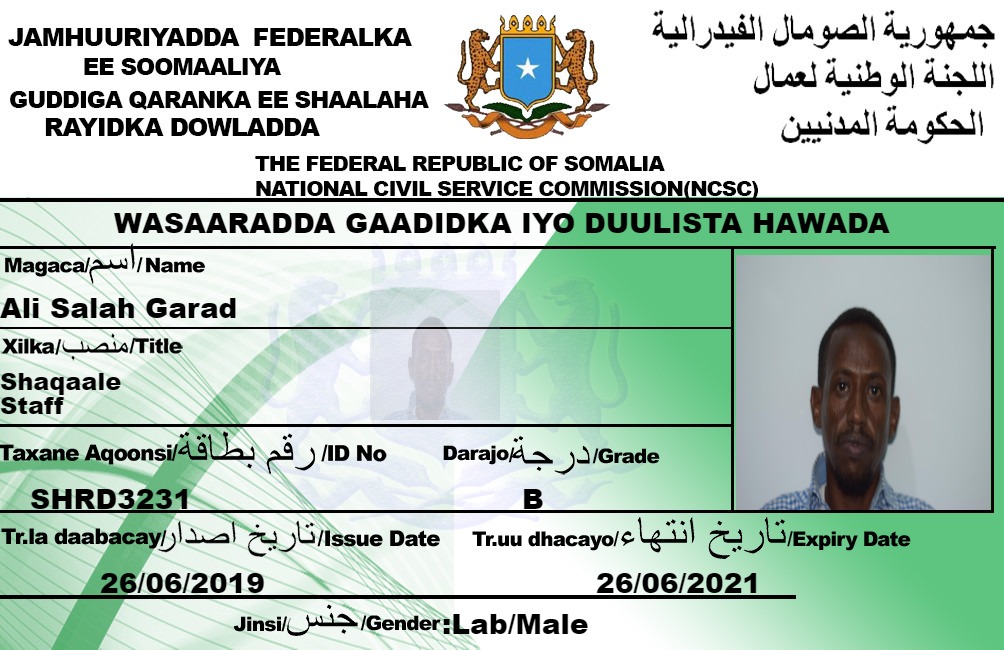 JAMHUURIYADDA FEDERALKA
EE SOOMAALIYA
GUDDIGA QARANKA EE SHAALAHA
RAYIDKA DOWLADDA
جمهورية الصومال الفيدرالية
اللجنة الوطنية لعمال
الحكومة المدنيين
THE FEDERAL REPUBLIC OF SOMALIA
NATIONAL CIVIL SERVICE COMMISSION(NCSC)
WASAARADDA GAADIDKA IYO DUULISTA HAWADA
Magaca/اسم/Name
Ali Salah Garad
Xilka/منصب/Title
Shaqaale
Staff
Taxane Aqoonsi/رقم بطاقة/ID No
SHRD3231
Darajo/درجة/Grade
B
Tr.la daabacay/تاريخ اصدار/Issue Date
26/06/2019
Tr.uu dhacayo/تاريخ انتهاء/Expiry Date
26/06/2021
Jinsi/جنس/Gender:Lab/Male